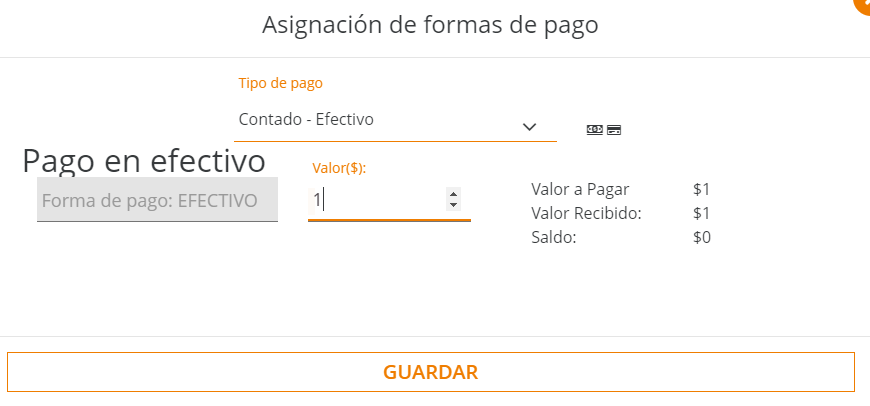 Asignación de formas de pago
Tipo de pago
Contado - Efectivo
Pago en efectivo
Valor($):
Forma de pago: EFECTIVO
1
Valor a Pagar $1
Valor Recibido: $1
Saldo: $0
GUARDAR